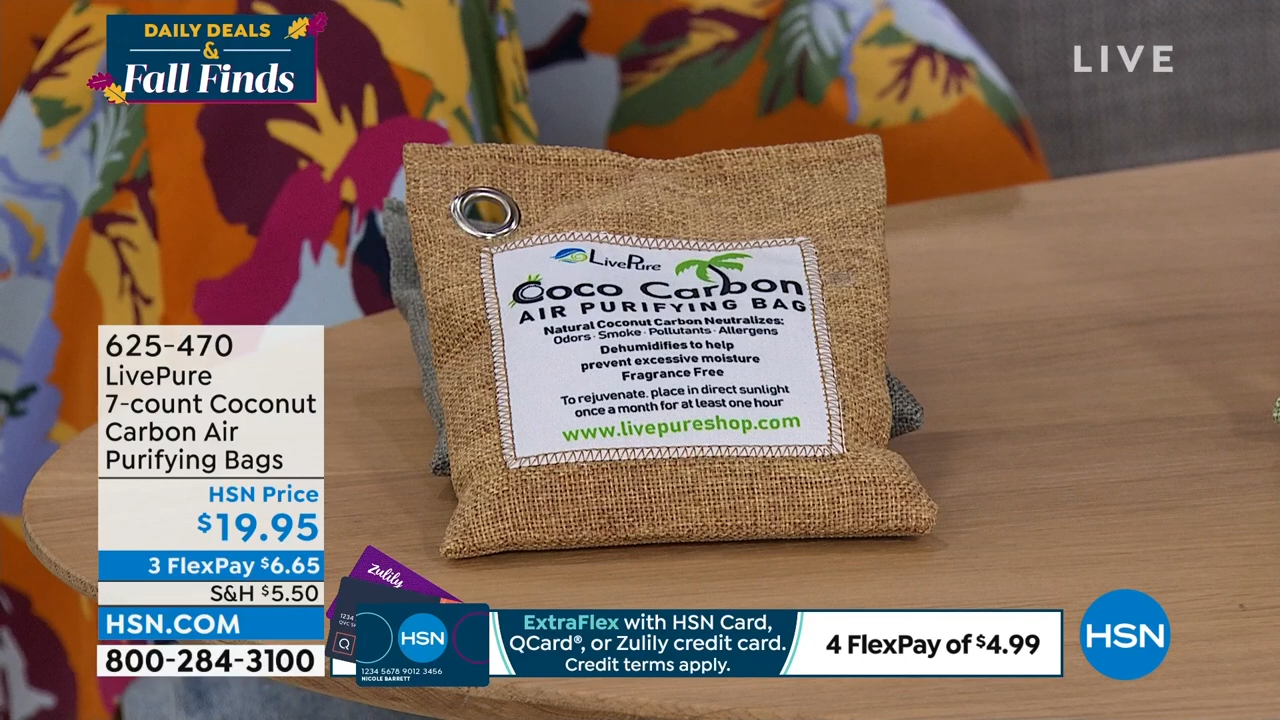 DAILY DEALS
&
Fall Finds
LIVE
LivePure
Coco Carbon
AIR PURIFYING BAG
Natural Coconut Carbon Neutralizes:
Odors · Smoke · Pollutants · Allergens
Dehumidifies to help
prevent excessive moisture
Fragrance Free
To rejuvenate, place in direct sunlight
once a month for at least one hour
www.livepureshop.com
625-470
LivePure
7-count Coconut
Carbon Air
Purifying Bags
HSN Price
$19.95
3 FlexPay $6.65
S&H $5.50
HSN.COM
800-284-3100
zulily
1234
Q
HSN
1234 5678 9012 3456
NICOLE BARRETT
ExtraFlex with HSN Card,
QCard®, or Zulily credit card.
Credit terms apply.
4 FlexPay of $4.99
HSN